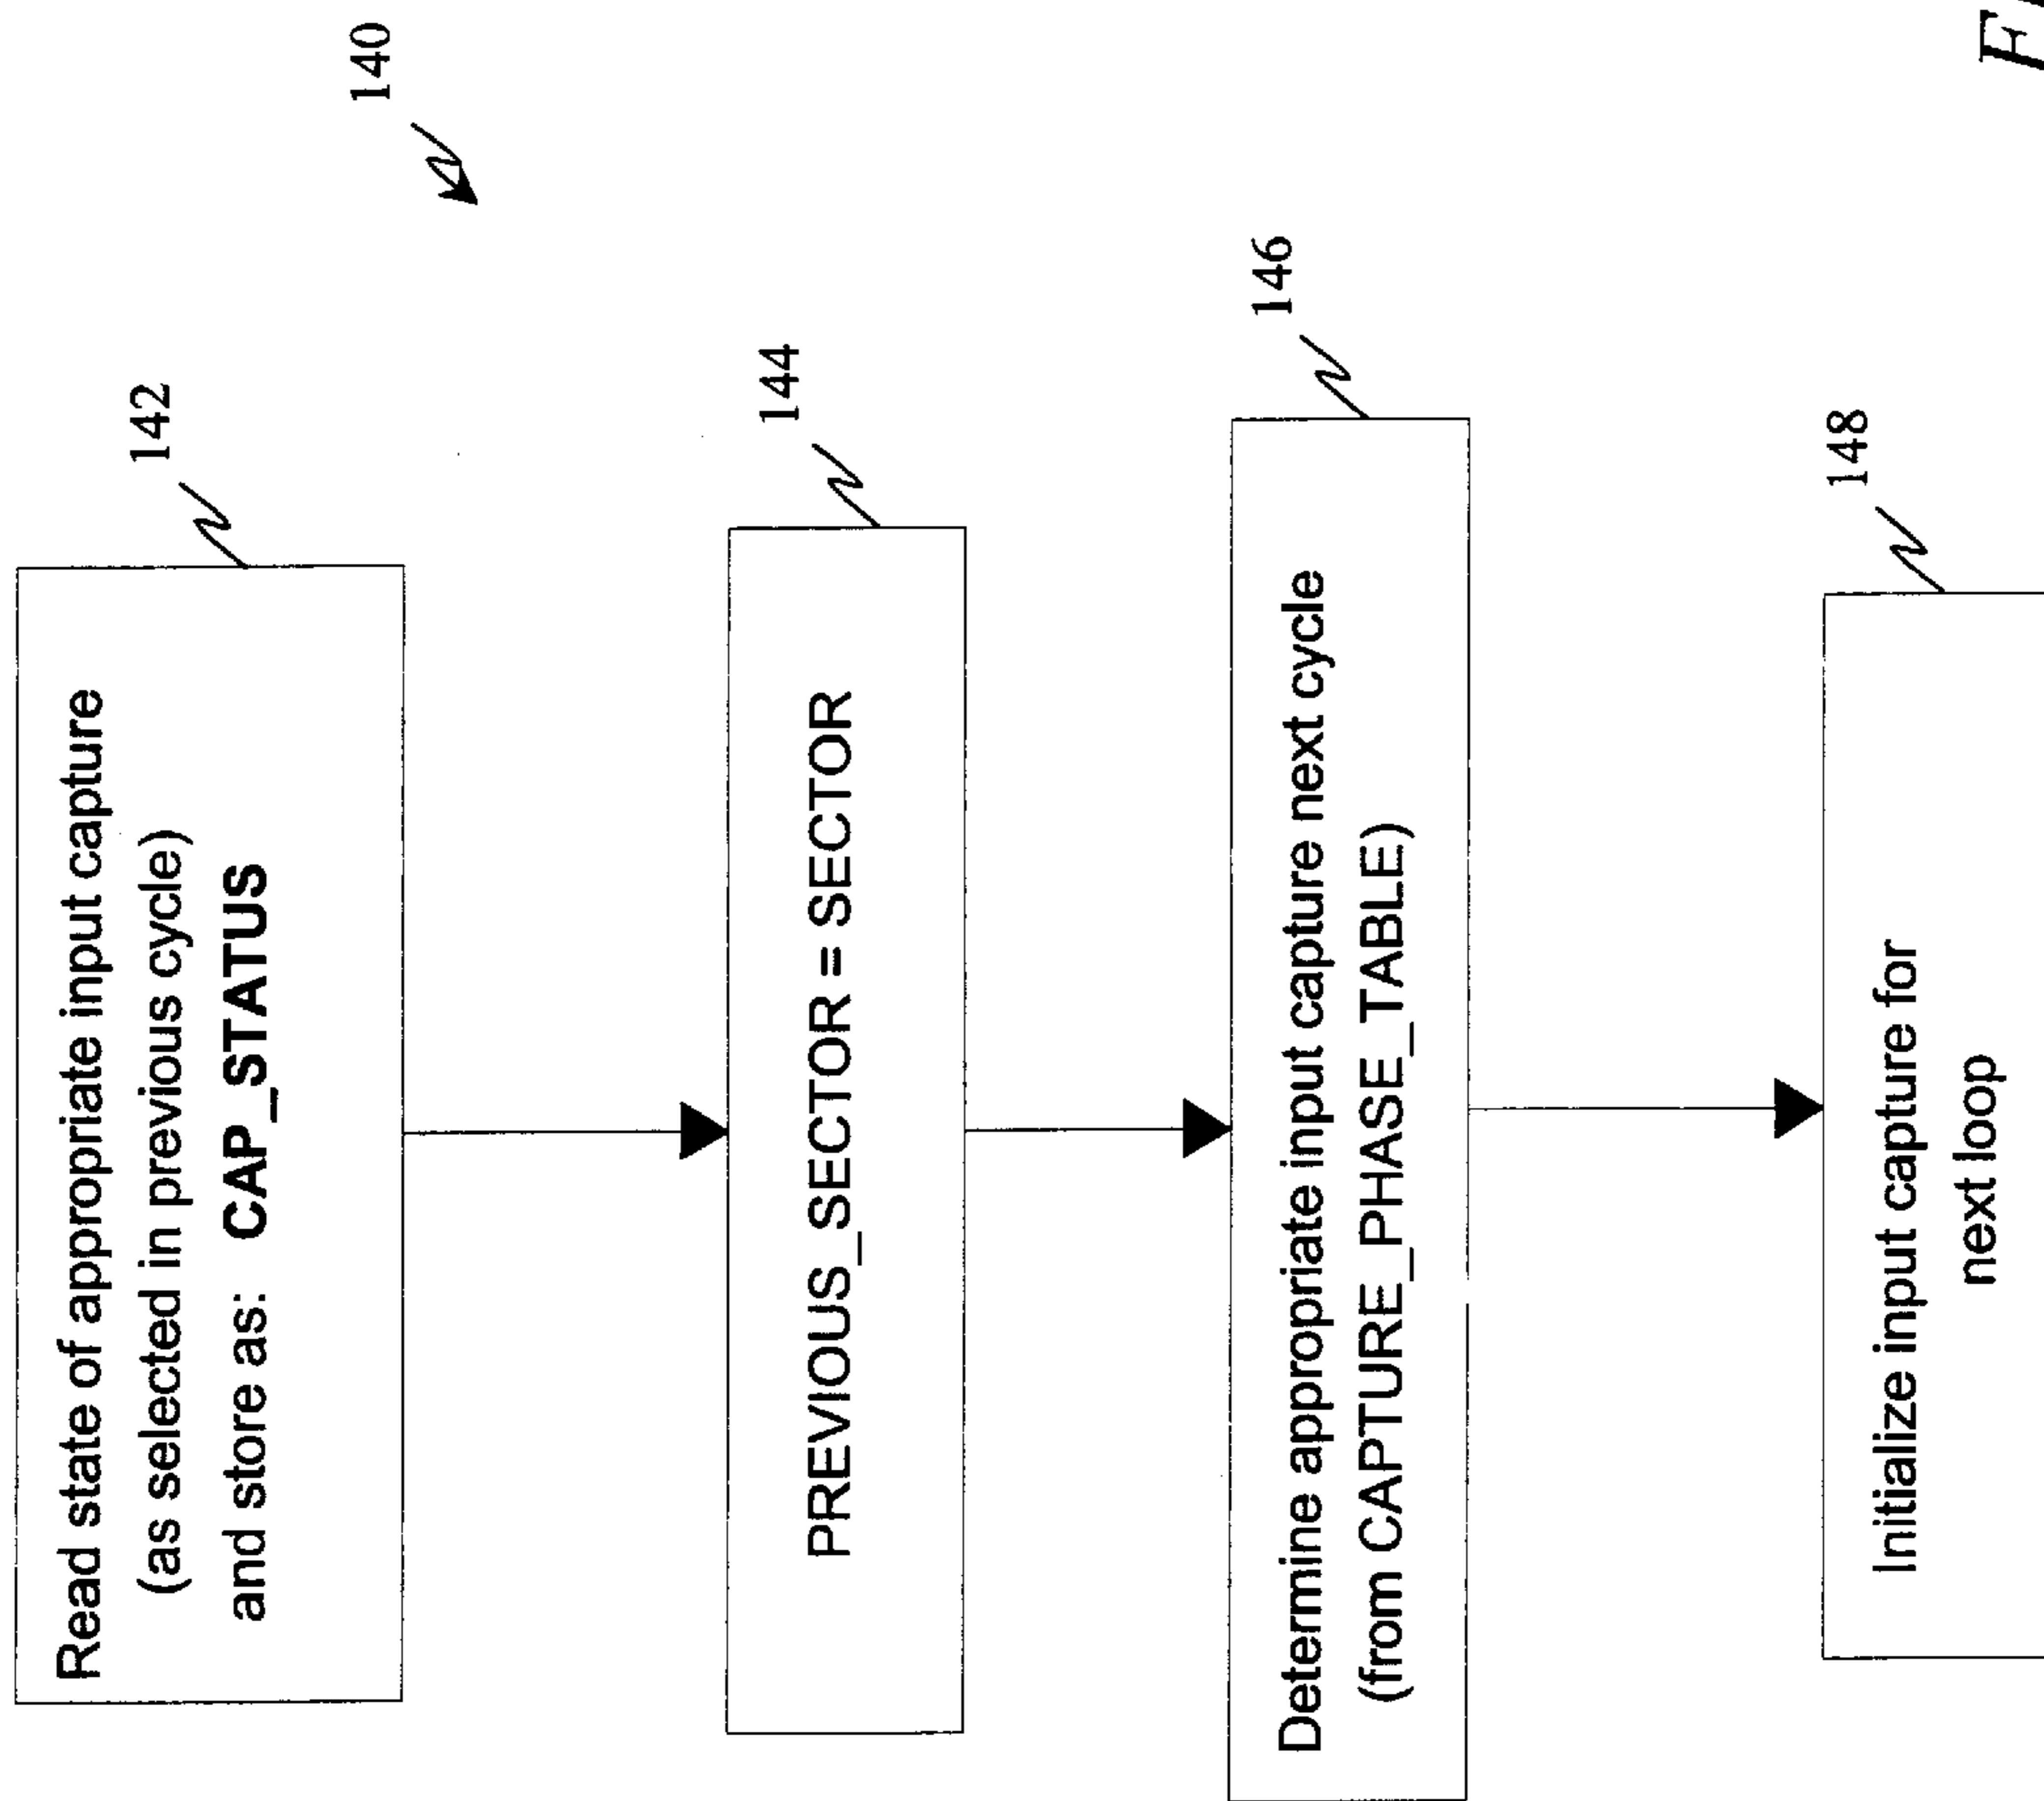 140
142
Read state of appropriate input capture
(as selected in previous cycle)
and store as: CAP_STATUS
144
PREVIOUS_SECTOR = SECTOR
146
Determine appropriate input capture next cycle
(from CAPTURE_PHASE_TABLE)
148
Initialize input capture for
next loop